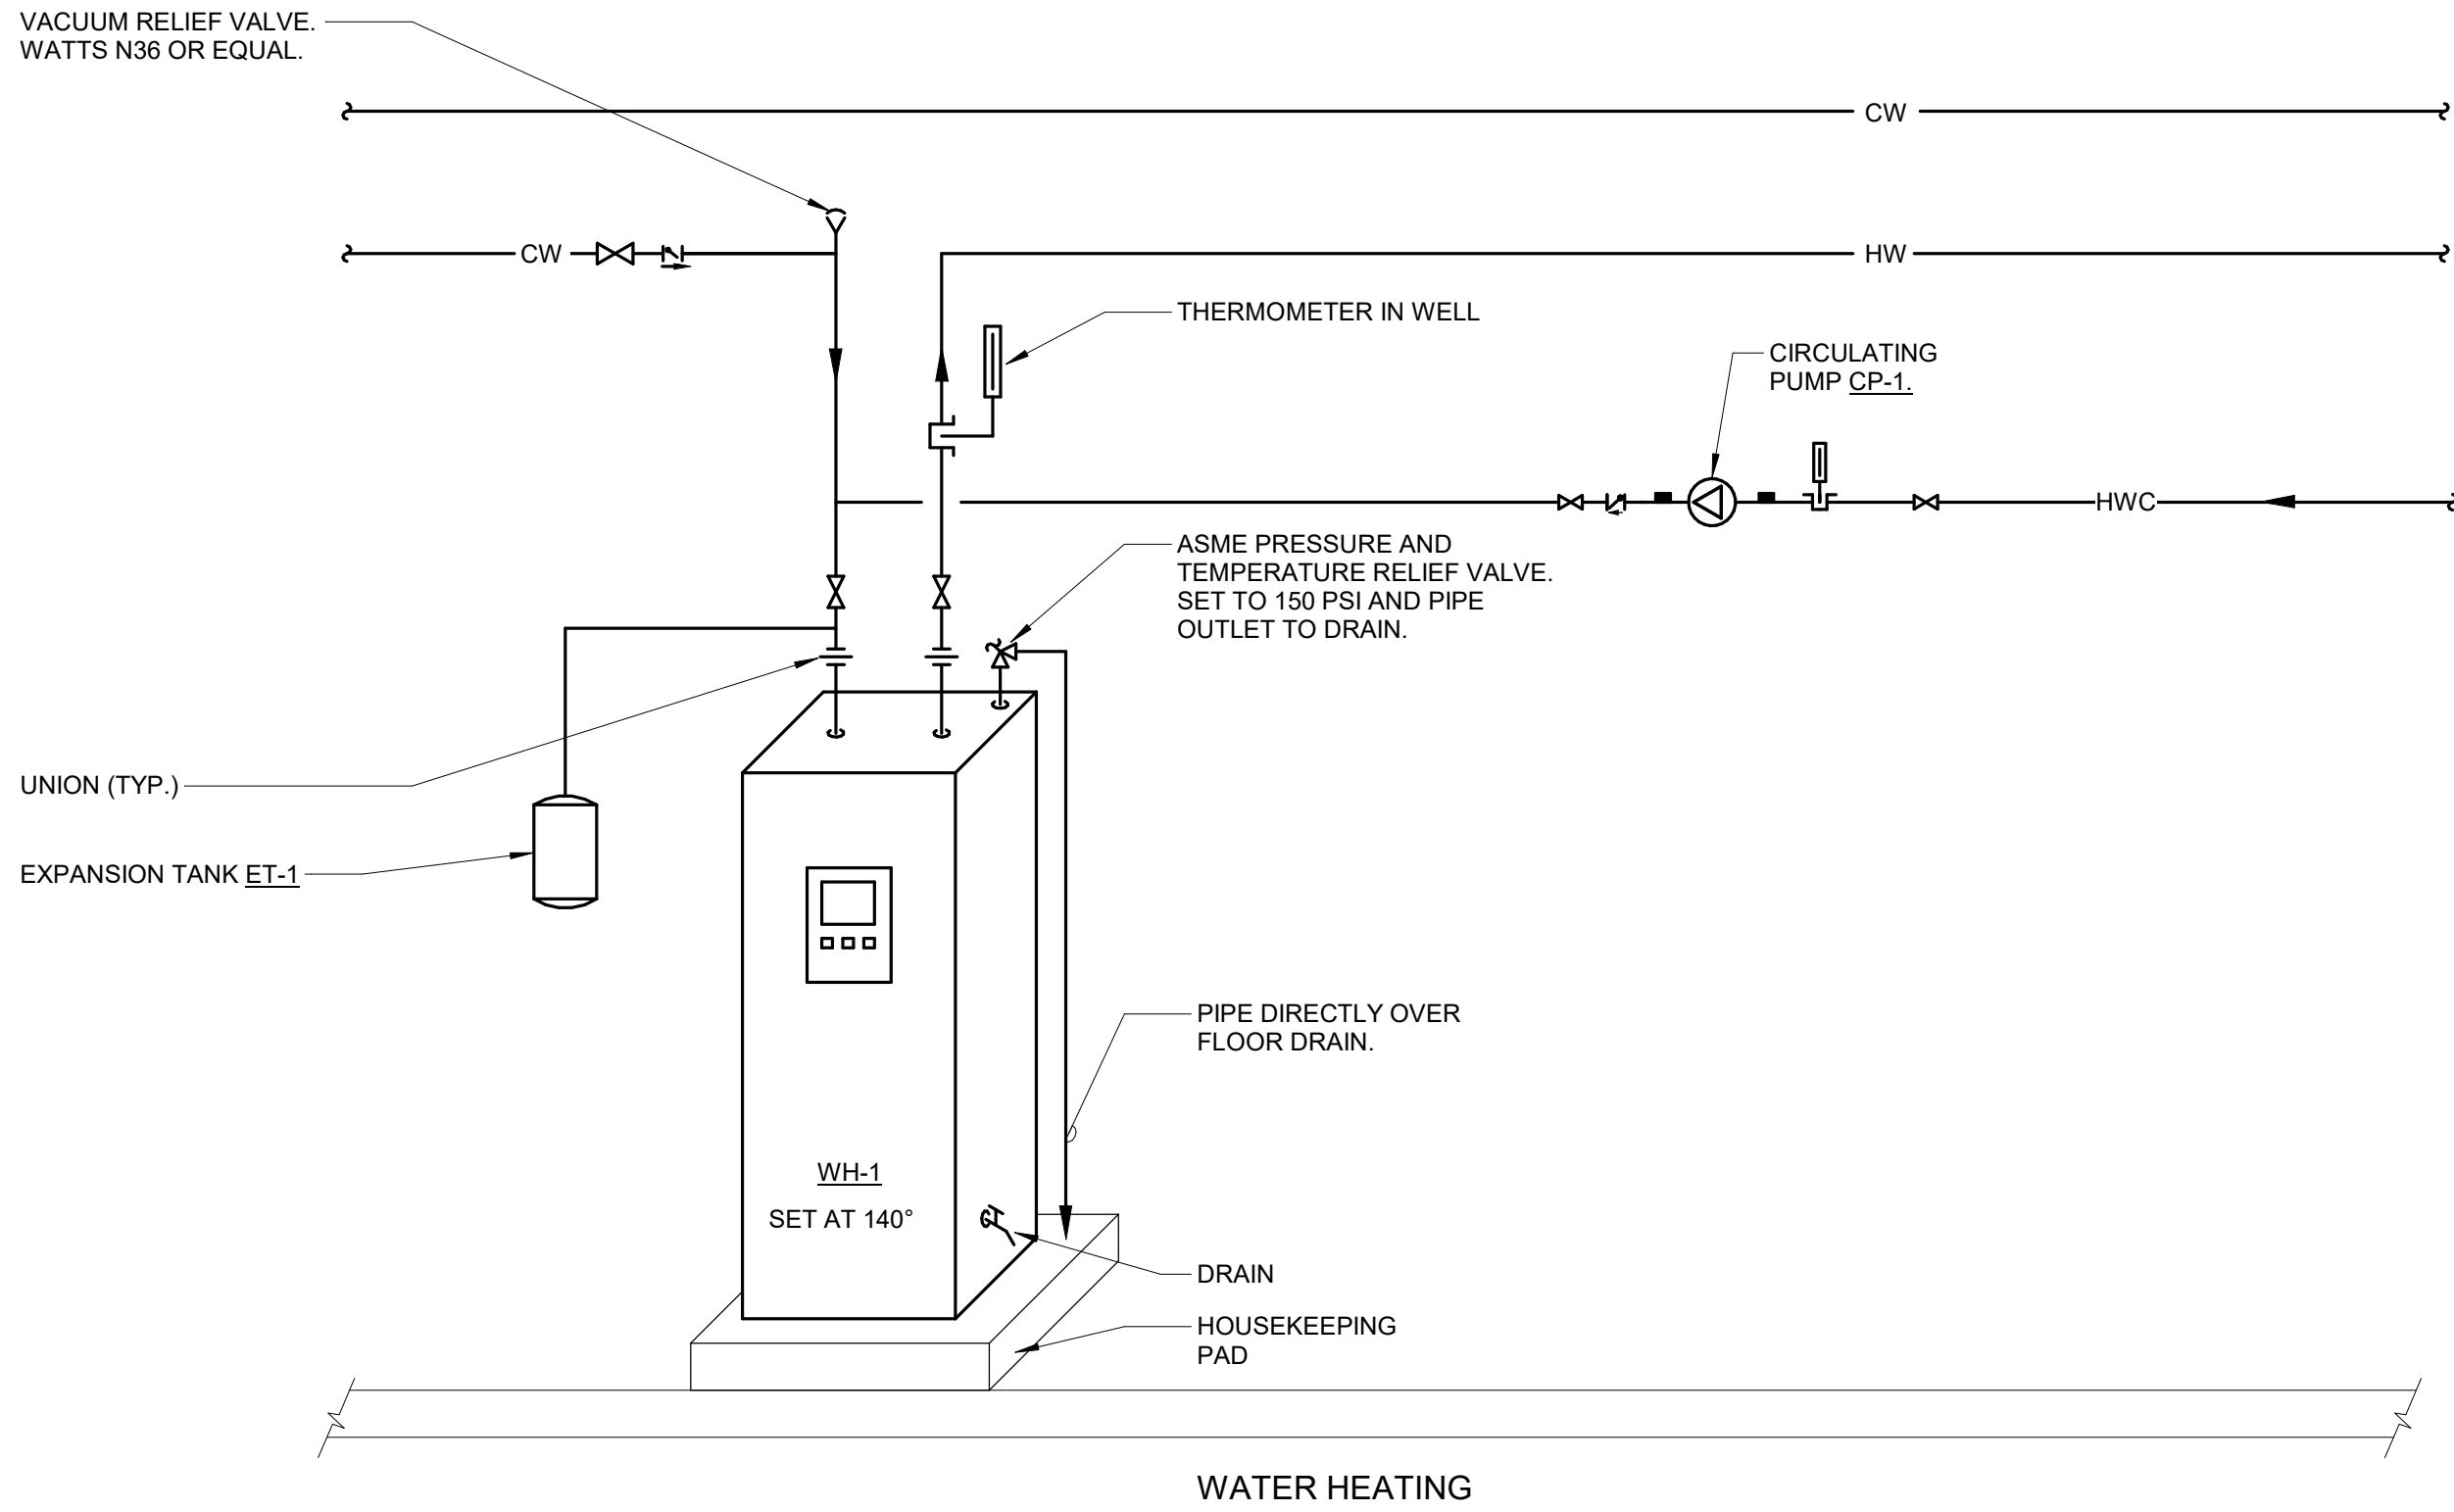 VACUUM RELIEF VALVE.
WATTS N36 OR EQUAL.
CW
CW
HW
THERMOMETER IN WELL
CIRCULATING
PUMP CP-1.
HWC
ASME PRESSURE AND
TEMPERATURE RELIEF VALVE.
SET TO 150 PSI AND PIPE
OUTLET TO DRAIN.
UNION (TYP.)
EXPANSION TANK ET-1
PIPE DIRECTLY OVER
FLOOR DRAIN.
WH-1
SET AT 140°
DRAIN
HOUSEKEEPING
PAD
WATER HEATING